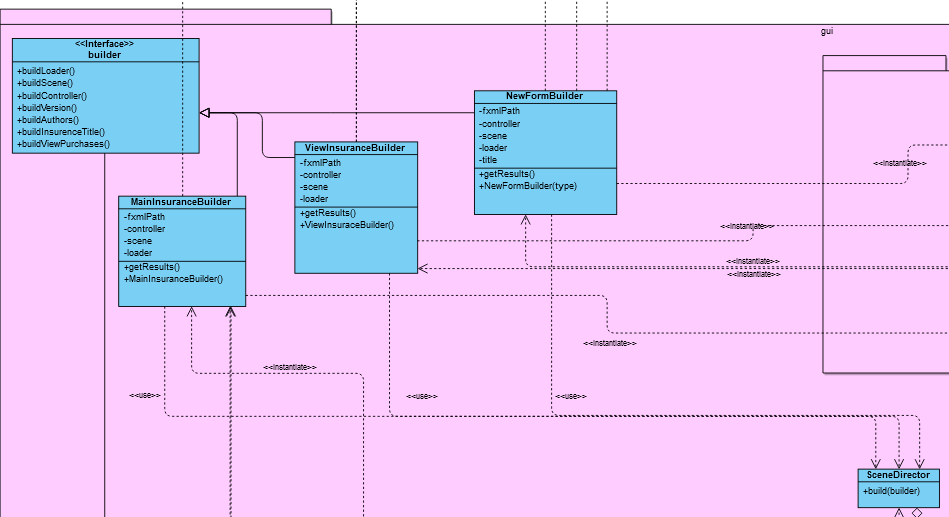 gui
<<Interface>>
builder
+buildLoader()
+buildScene()
+buildController()
+buildVersion()
+buildAuthors()
+buildInsurenceTitle()
+buildViewPurchases()
NewFormBuilder
-fxmlPath
-controller
-scene
-loader
-title
+getResults()
+NewFormBuilder(type)
ViewInsuranceBuilder
-fxmlPath
-controller
-scene
-loader
+getResults()
+ViewInsuraceBuilder()
MainInsuranceBuilder
-fxmlPath
-controller
-scene
-loader
+getResults()
+MainInsuranceBuilder()
<<instantiate>>
<<instantiate>>
<<instantiate>>
<<instantiate>>
<<instantiate>>
<<instantiate>>
<<use>>
<<use>>
<<use>>
SceneDirector
+build(builder)